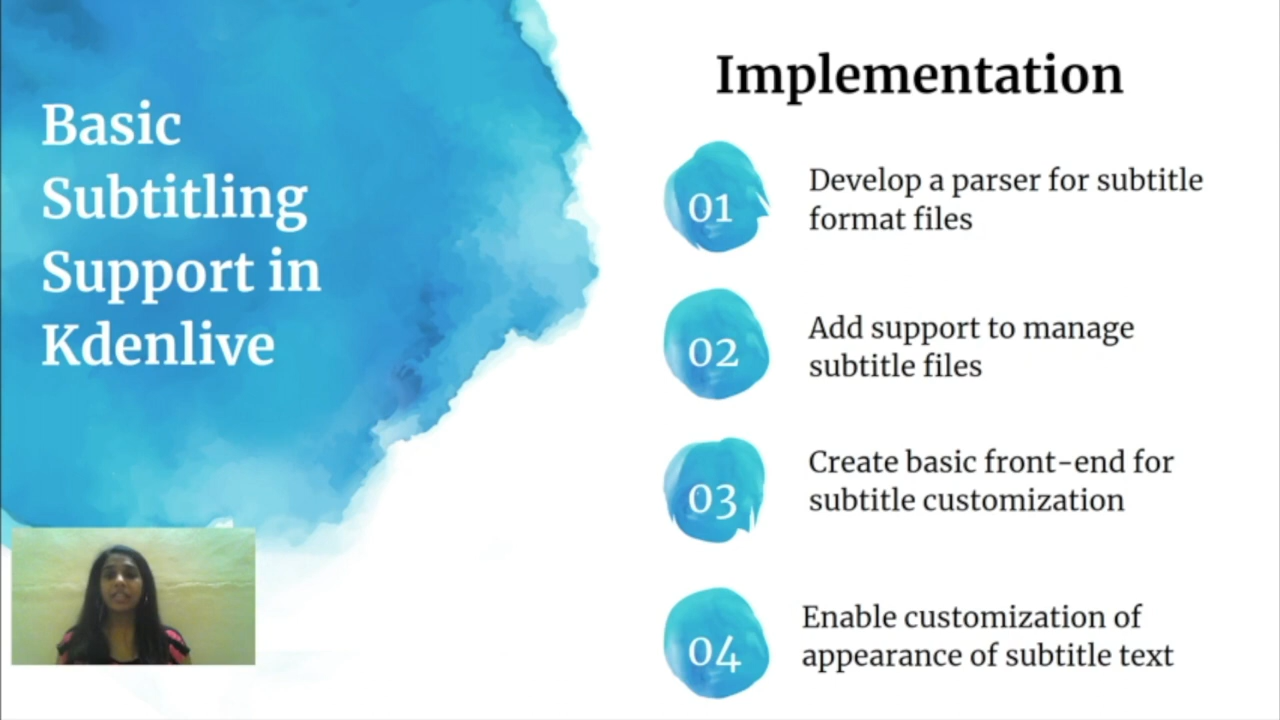 Basic
Subtitling
Support in
Kdenlive
Implementation
01
Develop a parser for subtitle
format files
02
Add support to manage
subtitle files
03
Create basic front-end for
subtitle customization
04
Enable customization of
appearance of subtitle text